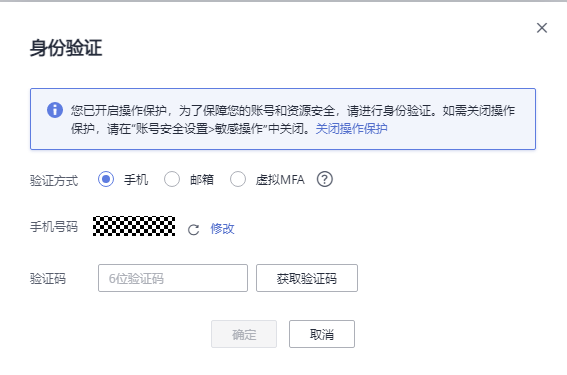 身份验证
您已开启操作保护，为了保障您的账号和资源安全，请进行身份验证。如需关闭操作
保护，请在"账号安全设置>敏感操作"中关闭。关闭操作保护
验证方式 手机 邮箱 虚拟MFA ?
手机号码 修改
验证码 6位验证码 获取验证码
确定 取消